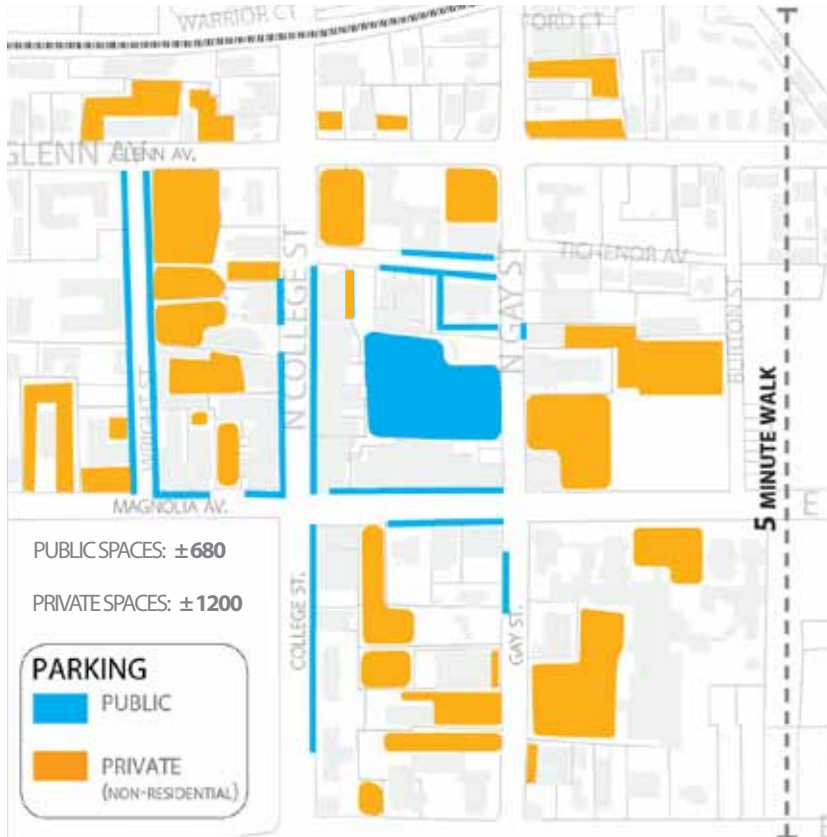 WARRIOR CT
FORD CT
GLENN AV.
GLENN AV.
TICHENOR AV
N COLLEGE ST
N GAY ST
BURTON ST
WRIGHT ST
5 MINUTE WALK
MAGNOLIA AV.
E
PUBLIC SPACES: ±680
PRIVATE SPACES: ±1200
COLLEGE ST.
GAY ST.
PARKING
PUBLIC
PRIVATE
(NON-RESIDENTIAL)